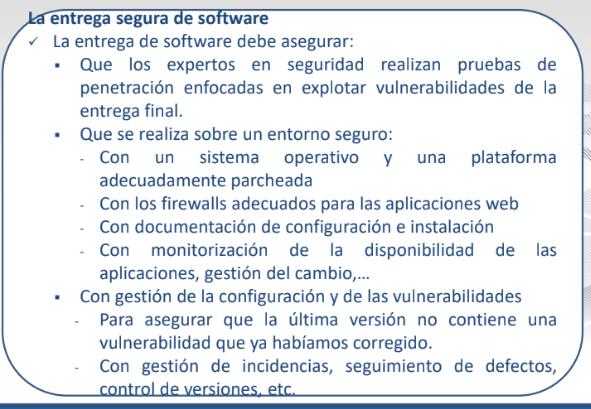 La entrega segura de software
✓ La entrega de software debe asegurar:
▪ Que los expertos en seguridad realizan pruebas de
penetración enfocadas en explotar vulnerabilidades de la
entrega final.
▪ Que se realiza sobre un entorno seguro:
- Con un sistema operativo y una plataforma
adecuadamente parcheada
- Con los firewalls adecuados para las aplicaciones web
- Con documentación de configuración e instalación
- Con monitorización de la disponibilidad de las
aplicaciones, gestión del cambio,...
▪ Con gestión de la configuración y de las vulnerabilidades
- Para asegurar que la última versión no contiene una
vulnerabilidad que ya habíamos corregido.
- Con gestión de incidencias, seguimiento de defectos,
control de versiones, etc.